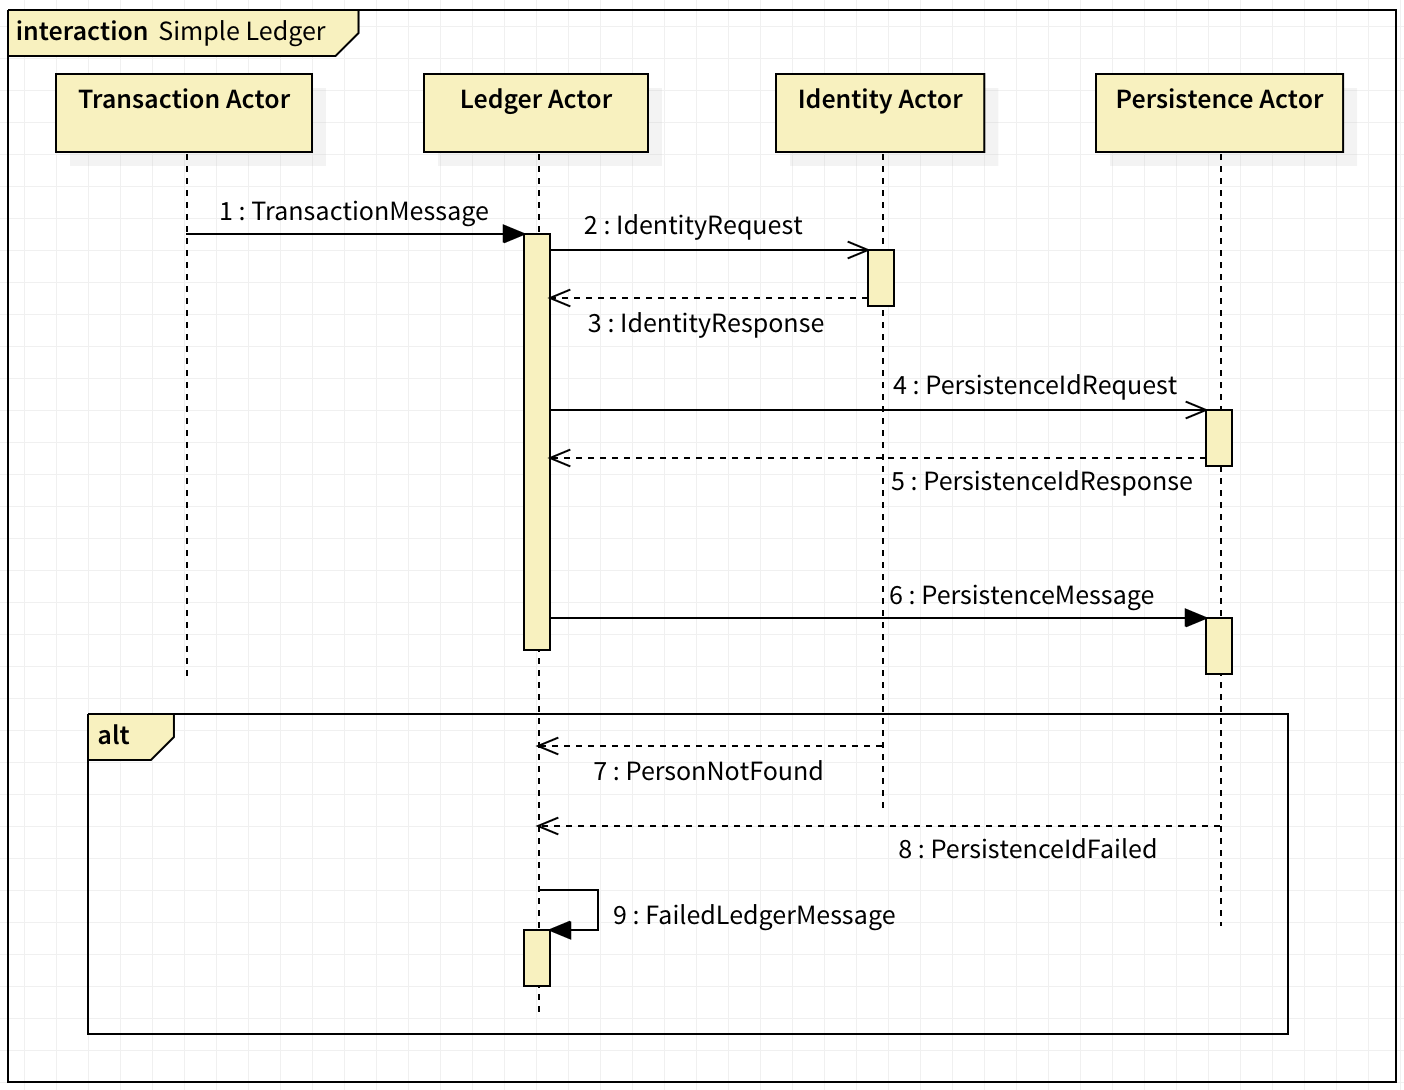 interaction Simple Ledger
Transaction Actor
Ledger Actor
Identity Actor
Persistence Actor
1 : TransactionMessage
2 : IdentityRequest
3 : IdentityResponse
4 : PersistenceIdRequest
5 : PersistenceIdResponse
6 : PersistenceMessage
alt
7 : PersonNotFound
8 : PersistenceIdFailed
9 : FailedLedgerMessage